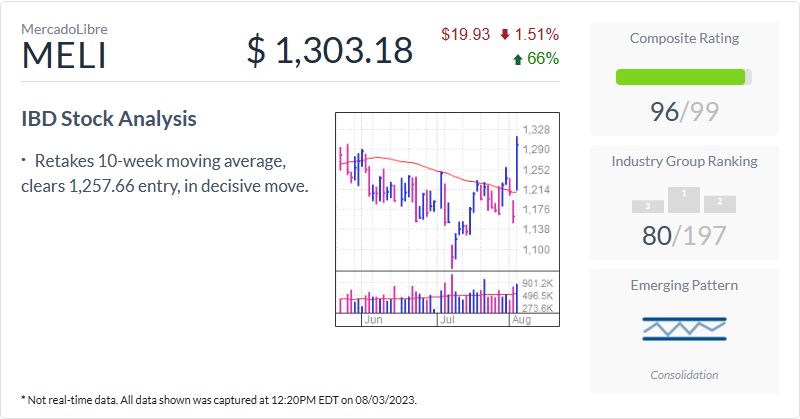 MercadoLibre
MELI
$ 1,303.18
$19.93 1.51%
66%
IBD Stock Analysis
· Retakes 10-week moving average,
clears 1,257.66 entry, in decisive move.
1,328
1,290
1,252
1,214
1,176
1,138
1,100
901.2K
496.5K
273.6K
Jun Jul Aug
Composite Rating
96/99
Industry Group Ranking
3 1 2
80/197
Emerging Pattern
Consolidation
* Not real-time data. All data shown was captured at 12:20PM EDT on 08/03/2023.